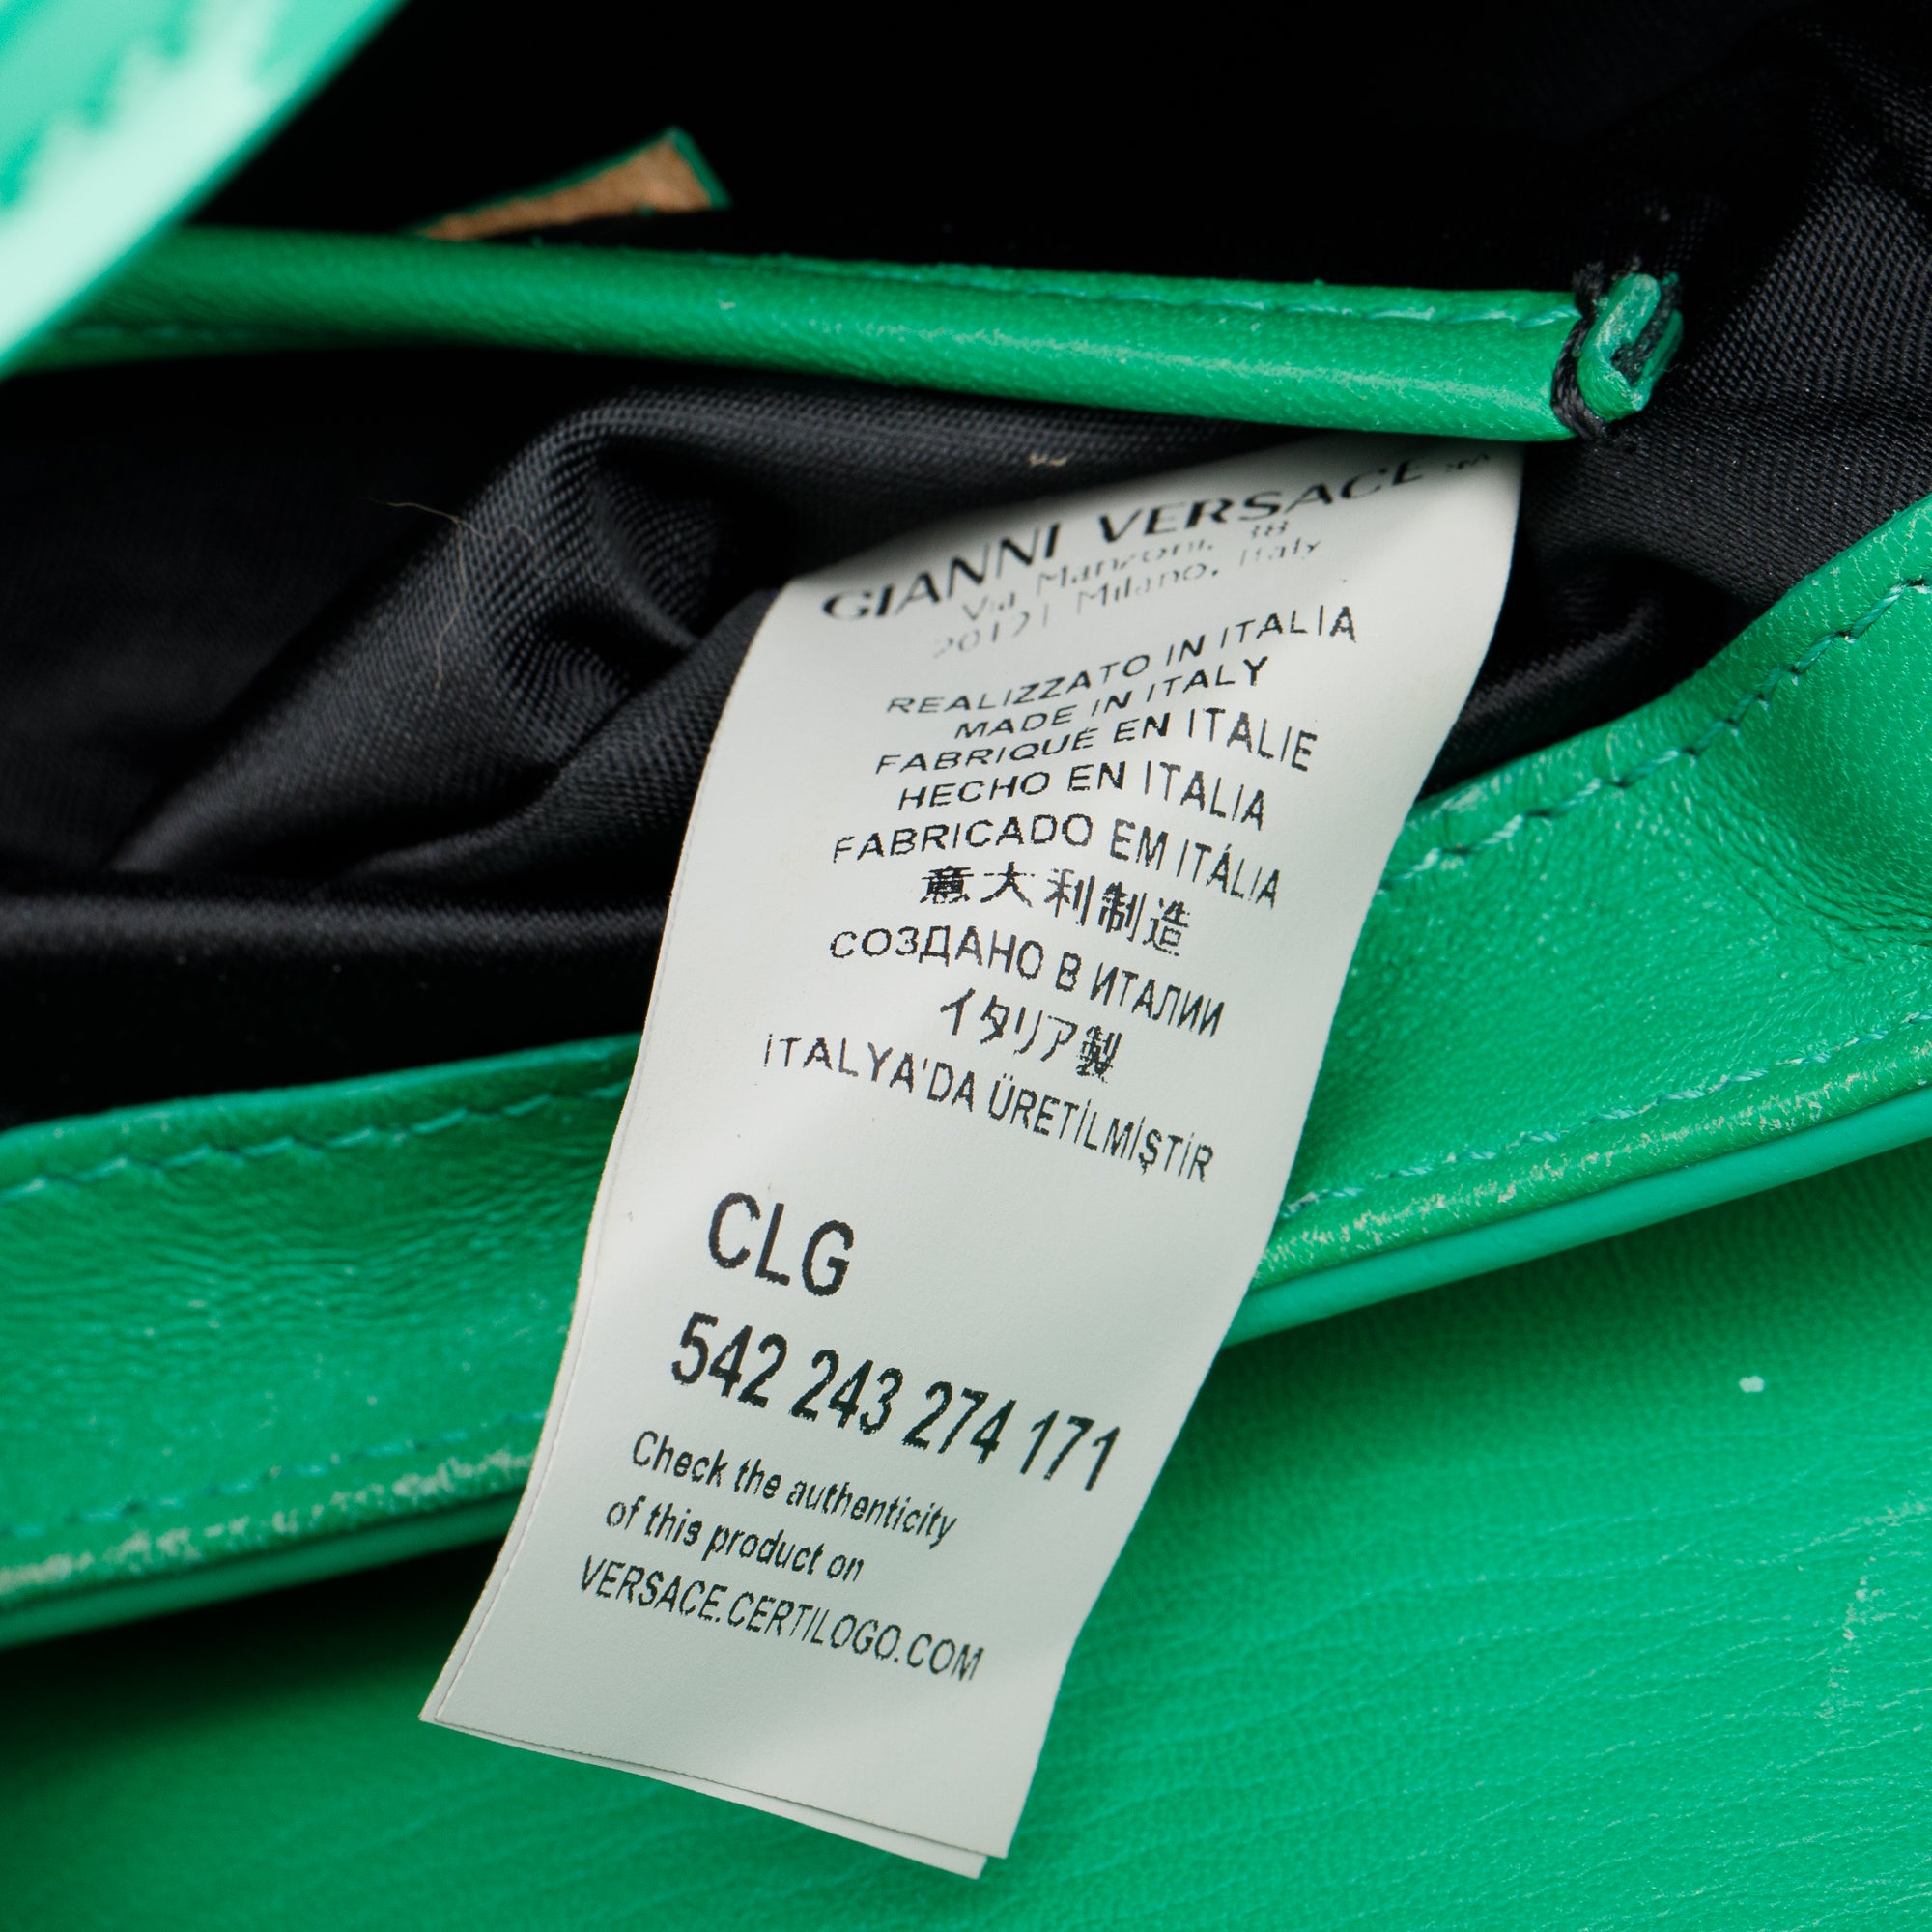 GIANNI VERSACE
Via Manzoni, 38
20121 Milano, Italy
REALIZZATO IN ITALIA
MADE IN ITALY
FABRIQUÉ EN ITALIE
HECHO EN ITALIA
FABRICADO EM ITÁLIA
意大利制造
СОЗДАНО В ИТАЛИИ
イタリア製
İTALYA'DA ÜRETİLMİŞTİR
CLG
542 243 274 171
Check the authenticity
of this product on
VERSACE.CERTILOGO.COM